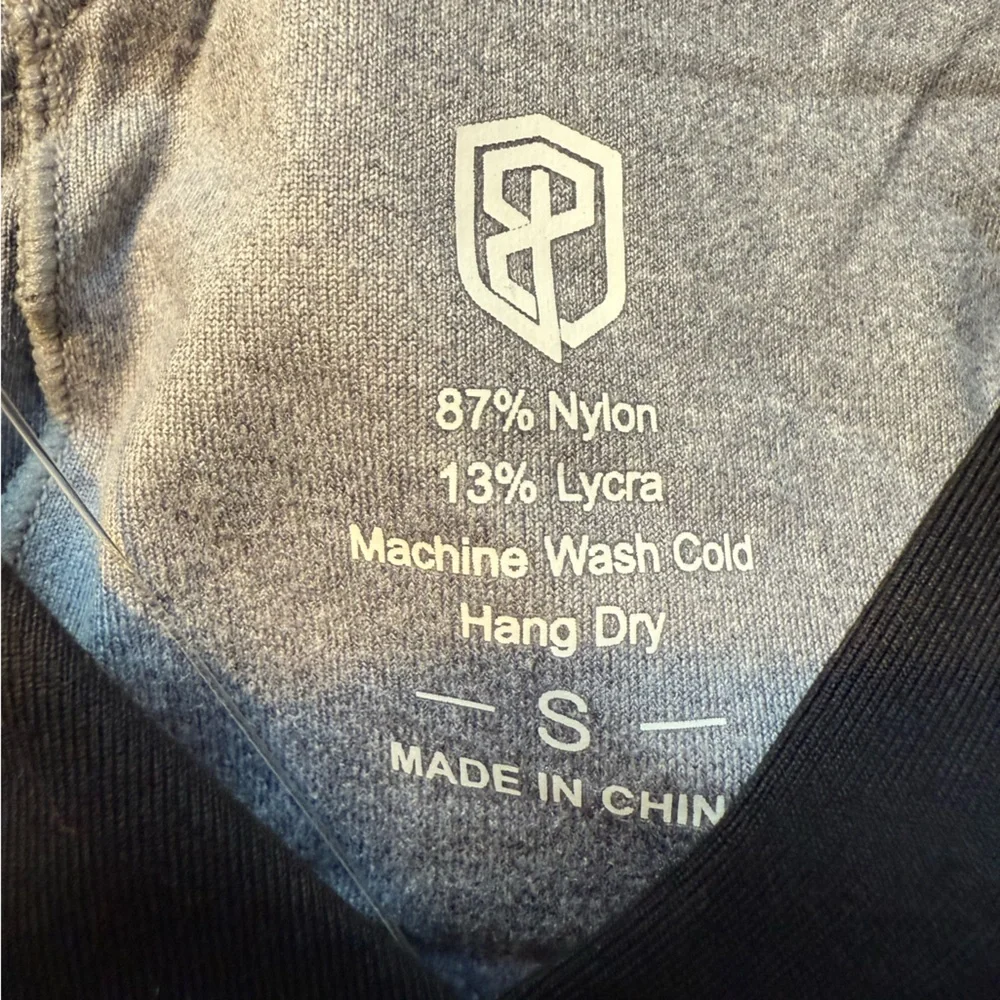 87% Nylon
13% Lycra
Machine Wash Cold
Hang Dry
S
MADE IN CHIN